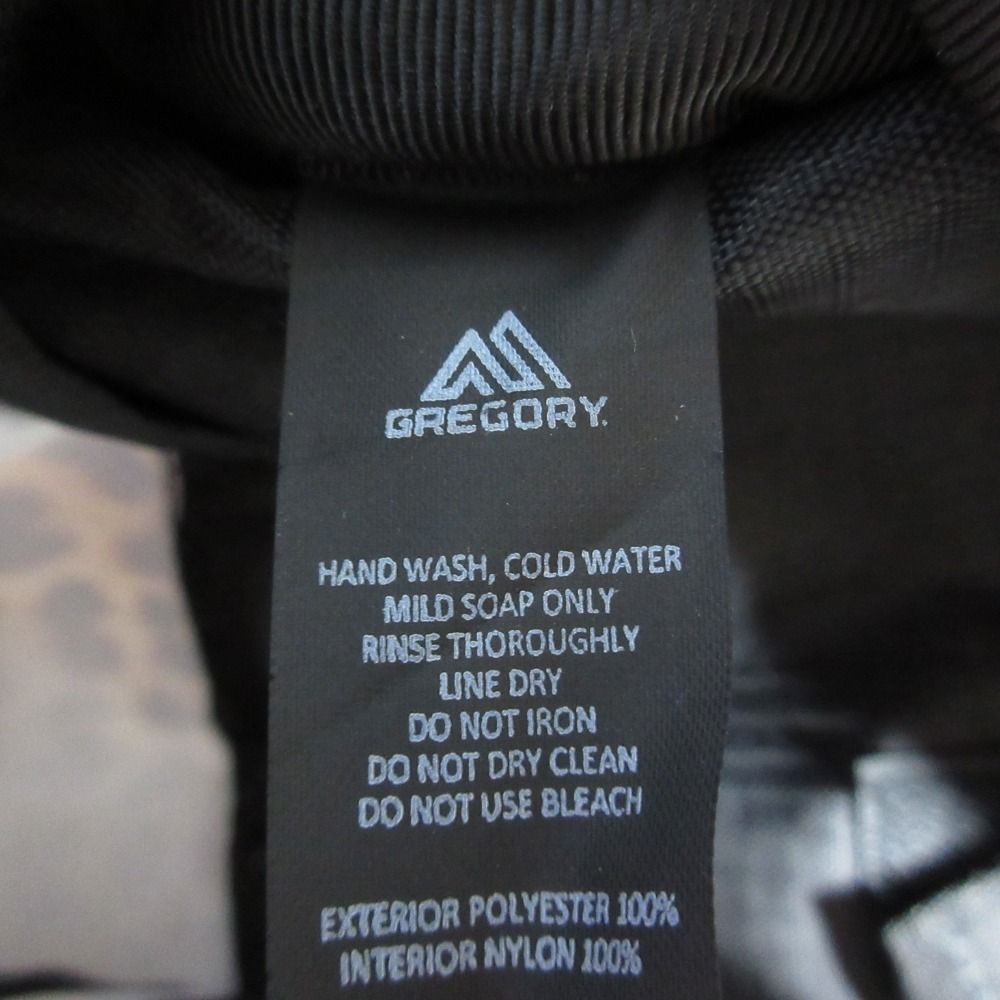 GREGORY.
HAND WASH, COLD WATER
MILD SOAP ONLY
RINSE THOROUGHLY
LINE DRY
DO NOT IRON
DO NOT DRY CLEAN
DO NOT USE BLEACH
EXTERIOR POLYESTER 100%
INTERIOR NYLON 100%